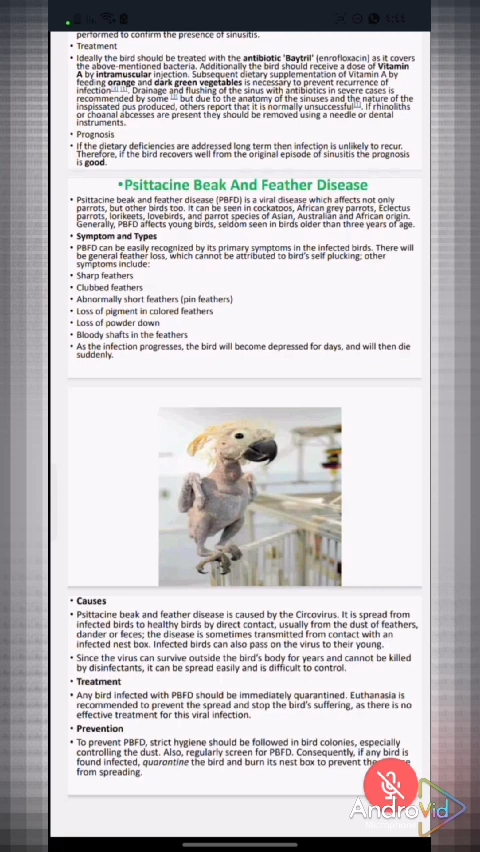 performed to confirm the presence of sinusitis.
• Treatment
• Ideally the bird should be treated with the antibiotic 'Baytril' (enrofloxacin) as it covers
the above-mentioned bacteria. Additionally the bird should receive a dose of Vitamin
A by intramuscular injection. Subsequent dietary supplementation of Vitamin A by
feeding orange and dark green vegetables is necessary to prevent recurrence of
infection. Drainage and flushing of the sinus with antibiotics in severe cases is
recommended by some but due to the anatomy of the sinuses and the nature of the
inspissated pus produced, others report that it is normally unsuccessful. If rhinoliths
or choanal abcesses are present they should be removed using a needle or dental
instruments.
• Prognosis
• If the dietary deficiencies are addressed long term then infection is unlikely to recur.
Therefore, if the bird recovers well from the original episode of sinusitis the prognosis
is good.
•Psittacine Beak And Feather Disease
• Psittacine beak and feather disease (PBFD) is a viral disease which affects not only
parrots, but other birds too. It can be seen in cockatoos, African grey parrots, Eclectus
parrots, lorikeets, lovebirds, and parrot species of Asian, Australian and African origin.
Generally, PBFD affects young birds, seldom seen in birds older than three years of age.
• Symptom and Types
• PBFD can be easily recognized by its primary symptoms in the infected birds. There will
be general feather loss, which cannot be attributed to bird's self plucking; other
symptoms include:
• Sharp feathers
• Clubbed feathers
• Abnormally short feathers (pin feathers)
• Loss of pigment in colored feathers
• Loss of powder down
• Bloody shafts in the feathers
• As the infection progresses, the bird will become depressed for days, and will then die
suddenly.
• Causes
• Psittacine beak and feather disease is caused by the Circovirus. It is spread from
infected birds to healthy birds by direct contact, usually from the dust of feathers,
dander or feces; the disease is sometimes transmitted from contact with an
infected nest box. Infected birds can also pass on the virus to their young.
• Since the virus can survive outside the bird's body for years and cannot be killed
by disinfectants, it can be spread easily and is difficult to control.
• Treatment
• Any bird infected with PBFD should be immediately quarantined. Euthanasia is
recommended to prevent the spread and stop the bird's suffering, as there is no
effective treatment for this viral infection.
• Prevention
• To prevent PBFD, strict hygiene should be followed in bird colonies, especially
controlling the dust. Also, regularly screen for PBFD. Consequently, if any bird is
found infected, quarantine the bird and burn its nest box to prevent the
from spreading.
AndroVid